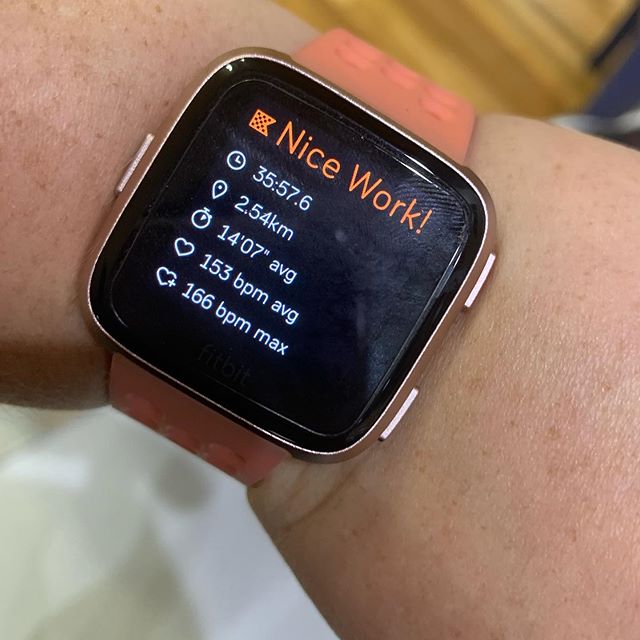 Nice Work!
35:57.6
2.54km
14'07" avg
153 bpm avg
166 bpm max
fitbit